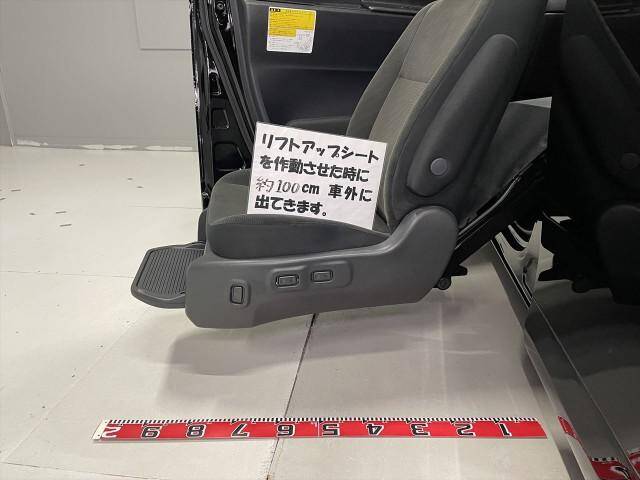 リフトアップシート
を作動させた時に
約100cm 車外に
出てきます。
2 9 8 7 6 5 4 3 2 1